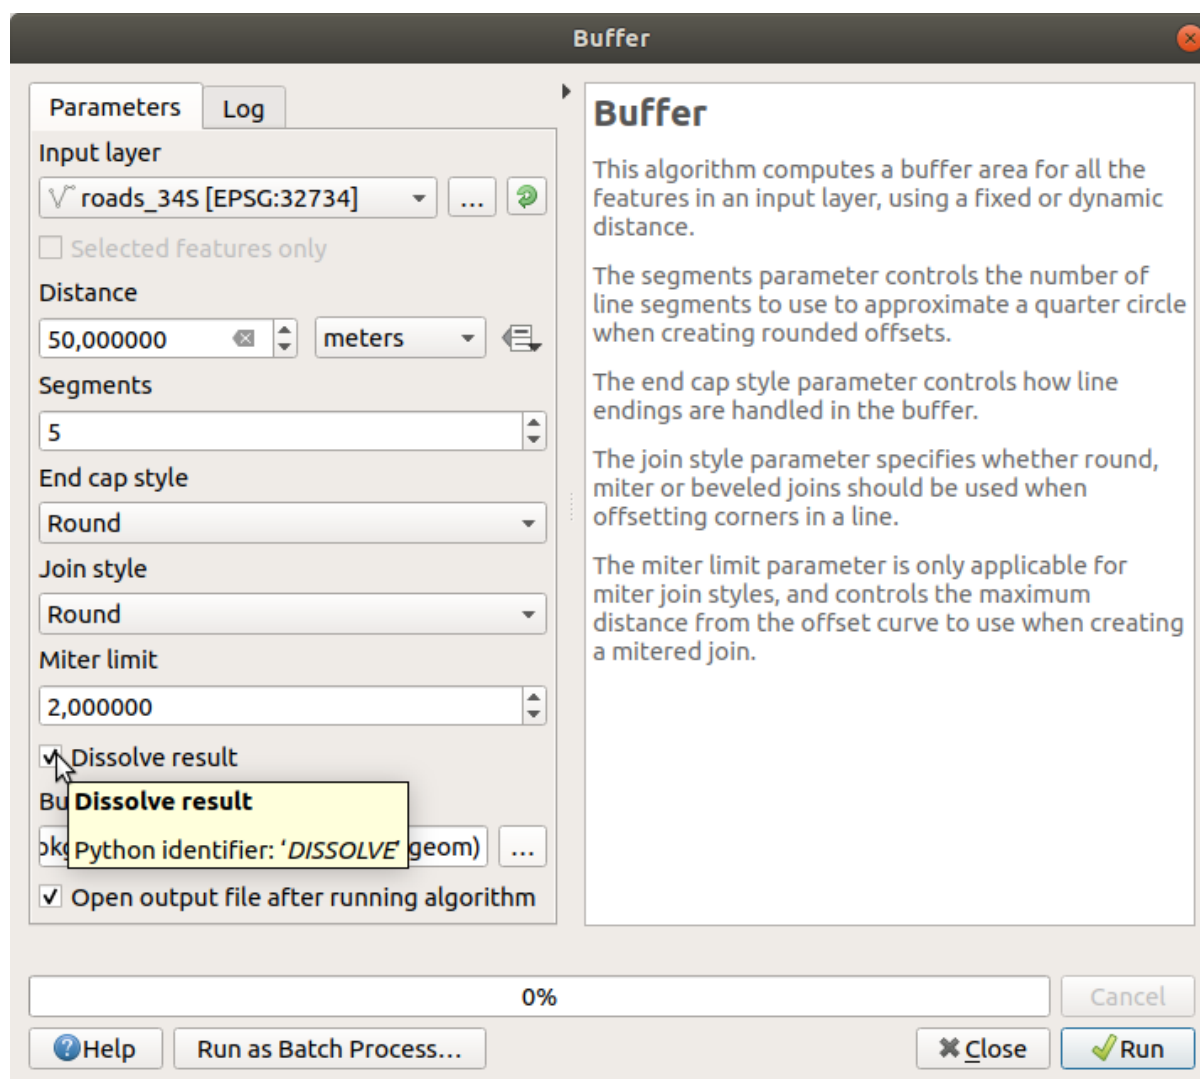 Buffer
Parameters
Log
Input layer
roads_34S [EPSG:32734]
...
Selected features only
Distance
50,000000
meters
Segments
5
End cap style
Round
Join style
Round
Miter limit
2,000000
Dissolve result
Dissolve result
Python identifier: ‘DISSOLVE’
geom)
...
Open output file after running algorithm
Buffer
This algorithm computes a buffer area for all the
features in an input layer, using a fixed or dynamic
distance.
The segments parameter controls the number of
line segments to use to approximate a quarter circle
when creating rounded offsets.
The end cap style parameter controls how line
endings are handled in the buffer.
The join style parameter specifies whether round,
miter or beveled joins should be used when
offsetting corners in a line.
The miter limit parameter is only applicable for
miter join styles, and controls the maximum
distance from the offset curve to use when creating
a mitered join.
0%
Cancel
Help
Run as Batch Process...
Close
Run